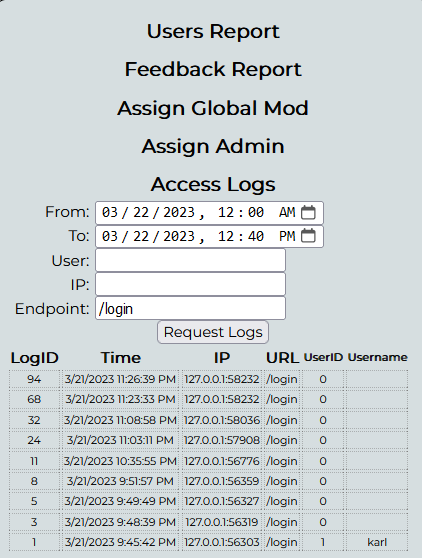 Users Report
Feedback Report
Assign Global Mod
Assign Admin
Access Logs
From: 03/22/2023, 12:00 AM
To: 03/22/2023, 12:40 PM
User:
IP:
Endpoint: /login
Request Logs
LogID Time IP URL UserID Username
94 3/21/2023 11:26:39 PM 127.0.0.1:58232 /login 0
68 3/21/2023 11:23:33 PM 127.0.0.1:58232 /login 0
32 3/21/2023 11:08:58 PM 127.0.0.1:58036 /login 0
24 3/21/2023 11:03:11 PM 127.0.0.1:57908 /login 0
11 3/21/2023 10:35:55 PM 127.0.0.1:56776 /login 0
8 3/21/2023 9:51:57 PM 127.0.0.1:56359 /login 0
5 3/21/2023 9:49:49 PM 127.0.0.1:56327 /login 0
3 3/21/2023 9:48:39 PM 127.0.0.1:56319 /login 0
1 3/21/2023 9:45:42 PM 127.0.0.1:56303 /login 1 karl